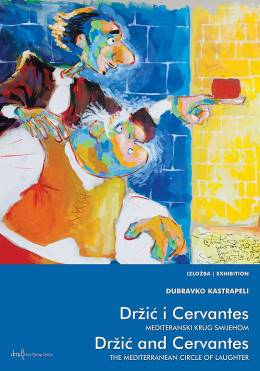 IZLOŽBA | EXHIBITION
DUBRAVKO KASTRAPELI
Držić i Cervantes
MEDITERANSKI KRUG SMIJEHOM
Držić and Cervantes
THE MEDITERRANEAN CIRCLE OF LAUGHTER